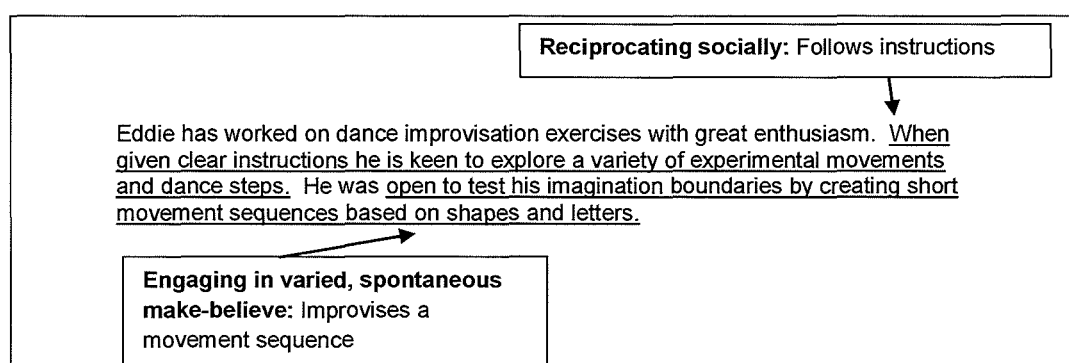 Reciprocating socially: Follows instructions
Eddie has worked on dance improvisation exercises with great enthusiasm. When
given clear instructions he is keen to explore a variety of experimental movements
and dance steps. He was open to test his imagination boundaries by creating short
movement sequences based on shapes and letters.
Engaging in varied, spontaneous
make-believe: Improvises a
movement sequence